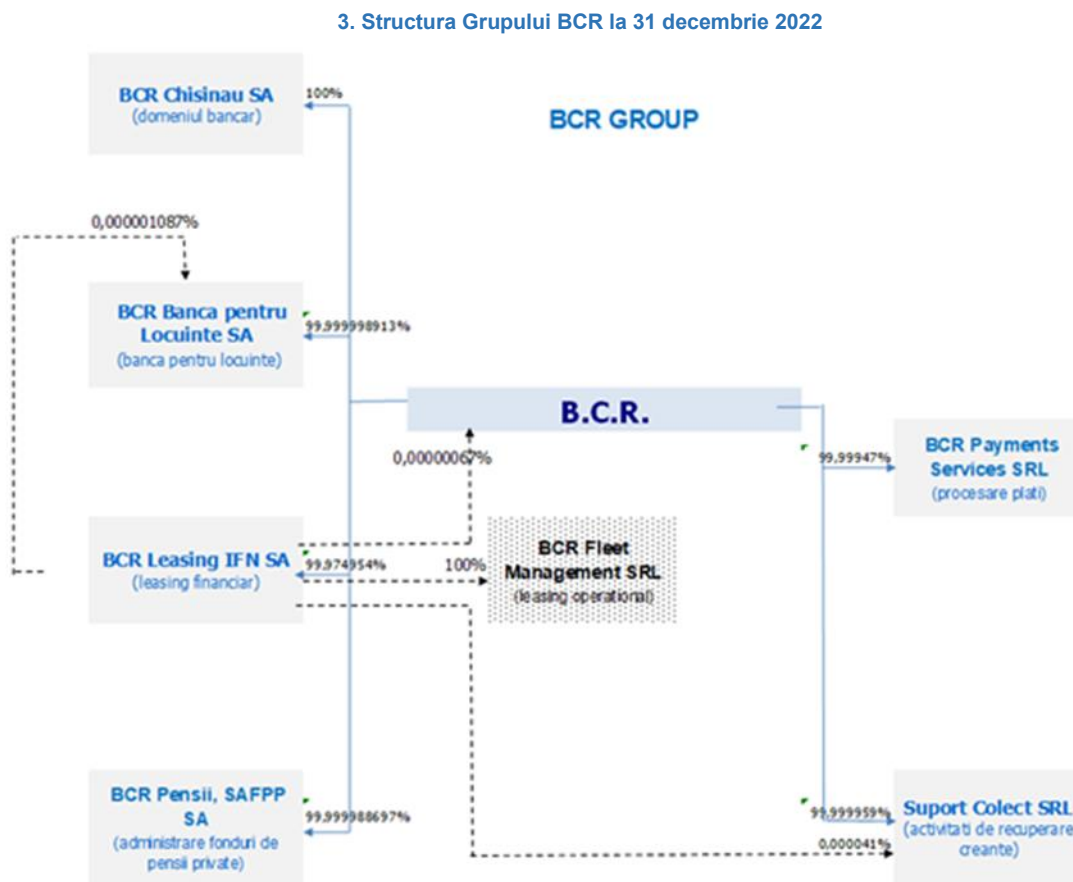 3. Structura Grupului BCR la 31 decembrie 2022
BCR Chisinau SA
(domeniul bancar)
100%
BCR GROUP
0,000001087%
BCR Banca pentru
Locuinte SA
(banca pentru locuinte)
99.999998913%
B.C.R.
0,00000067%
99,99947%
BCR Payments
Services SRL
(procesare plati)
BCR Leasing IFN SA
(leasing financiar)
99.974954%
100%
BCR Fleet
Management SRL
(leasing operational)
BCR Pensii, SAFPP
SA
(administrare fonduri de
pensii private)
99.999988697%
99,999959%
0,000041%
Suport Colect SRL
(activitati de recuperare
creante)